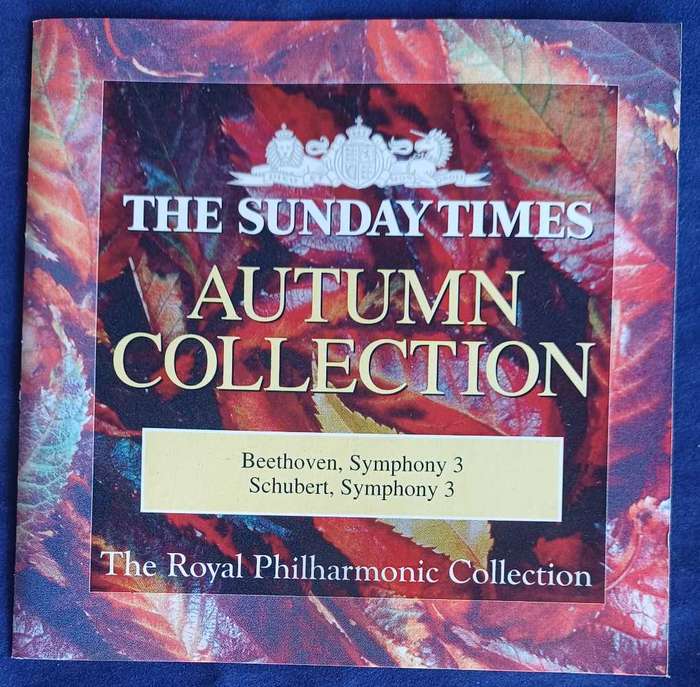 THE SUNDAY TIMES
AUTUMN
COLLECTION
Beethoven, Symphony 3
Schubert, Symphony 3
The Royal Philharmonic Collection